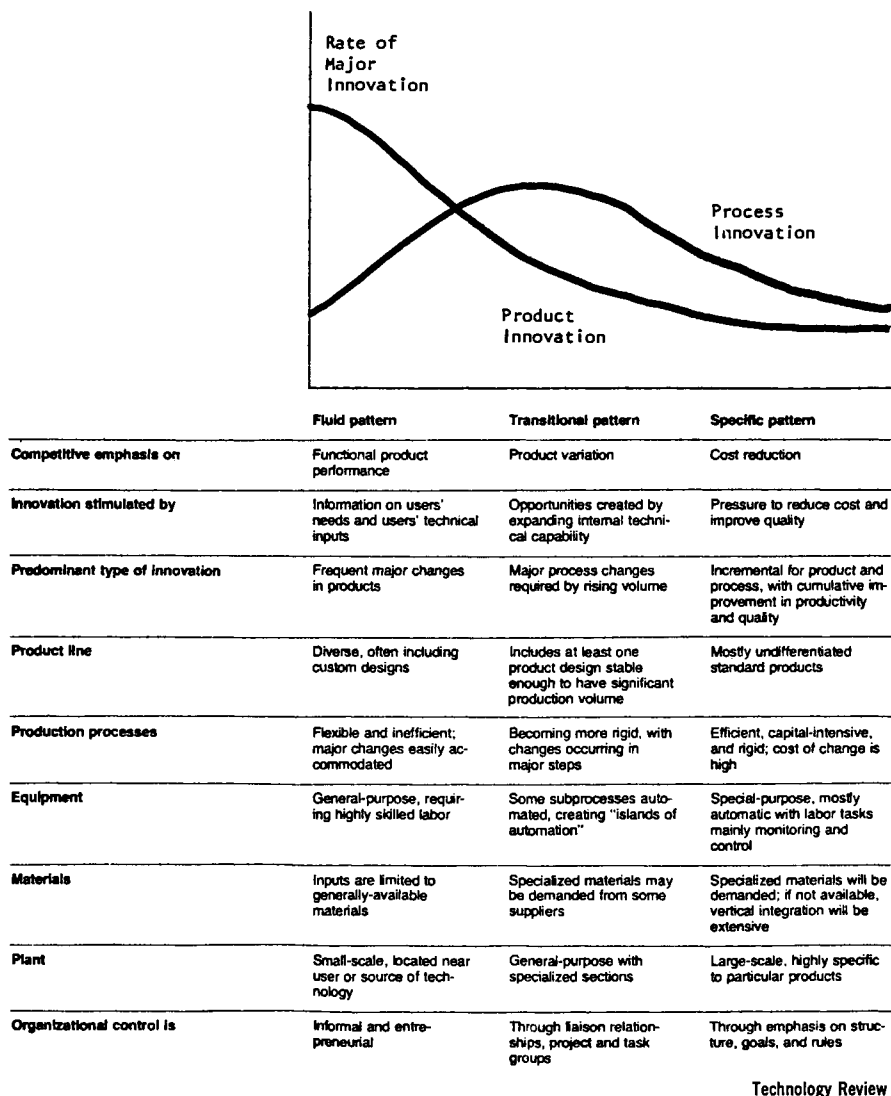 Rate of
Major
Innovation
Process
Innovation
Product
Innovation
Fluid pattern Transitional pattern Specific pattern
Competitive emphasis on Functional product Product variation Cost reduction
performance
Innovation stimulated by Information on users' Opportunities created by Pressure to reduce cost and
needs and users' technical expanding internal techni- improve quality
inputs cal capability
Predominant type of innovation Frequent major changes Major process changes Incremental for product and
in products required by rising volume process, with cumulative im-
provement in productivity
and quality
Product line Diverse, often including Includes at least one Mostly undifferentiated
custom designs product design stable standard products
enough to have significant
production volume
Production processes Flexible and inefficient; Becoming more rigid, with Efficient, capital-intensive,
major changes easily ac- changes occurring in and rigid; cost of change is
commodated major steps high
Equipment General-purpose, requir- Some subprocesses auto- Special-purpose, mostly
ing highly skilled labor mated, creating "islands of automatic with labor tasks
automation" mainly monitoring and
control
Materials Inputs are limited to Specialized materials may Specialized materials will be
generally-available be demanded from some demanded; if not available,
materials suppliers vertical integration will be
extensive
Plant Small-scale, located near General-purpose with Large-scale, highly specific
user or source of tech- specialized sections to particular products
nology
Organizational control is Informal and entre- Through liaison relation- Through emphasis on struc-
preneurial ships, project and task ture, goals, and rules
groups
Technology Review